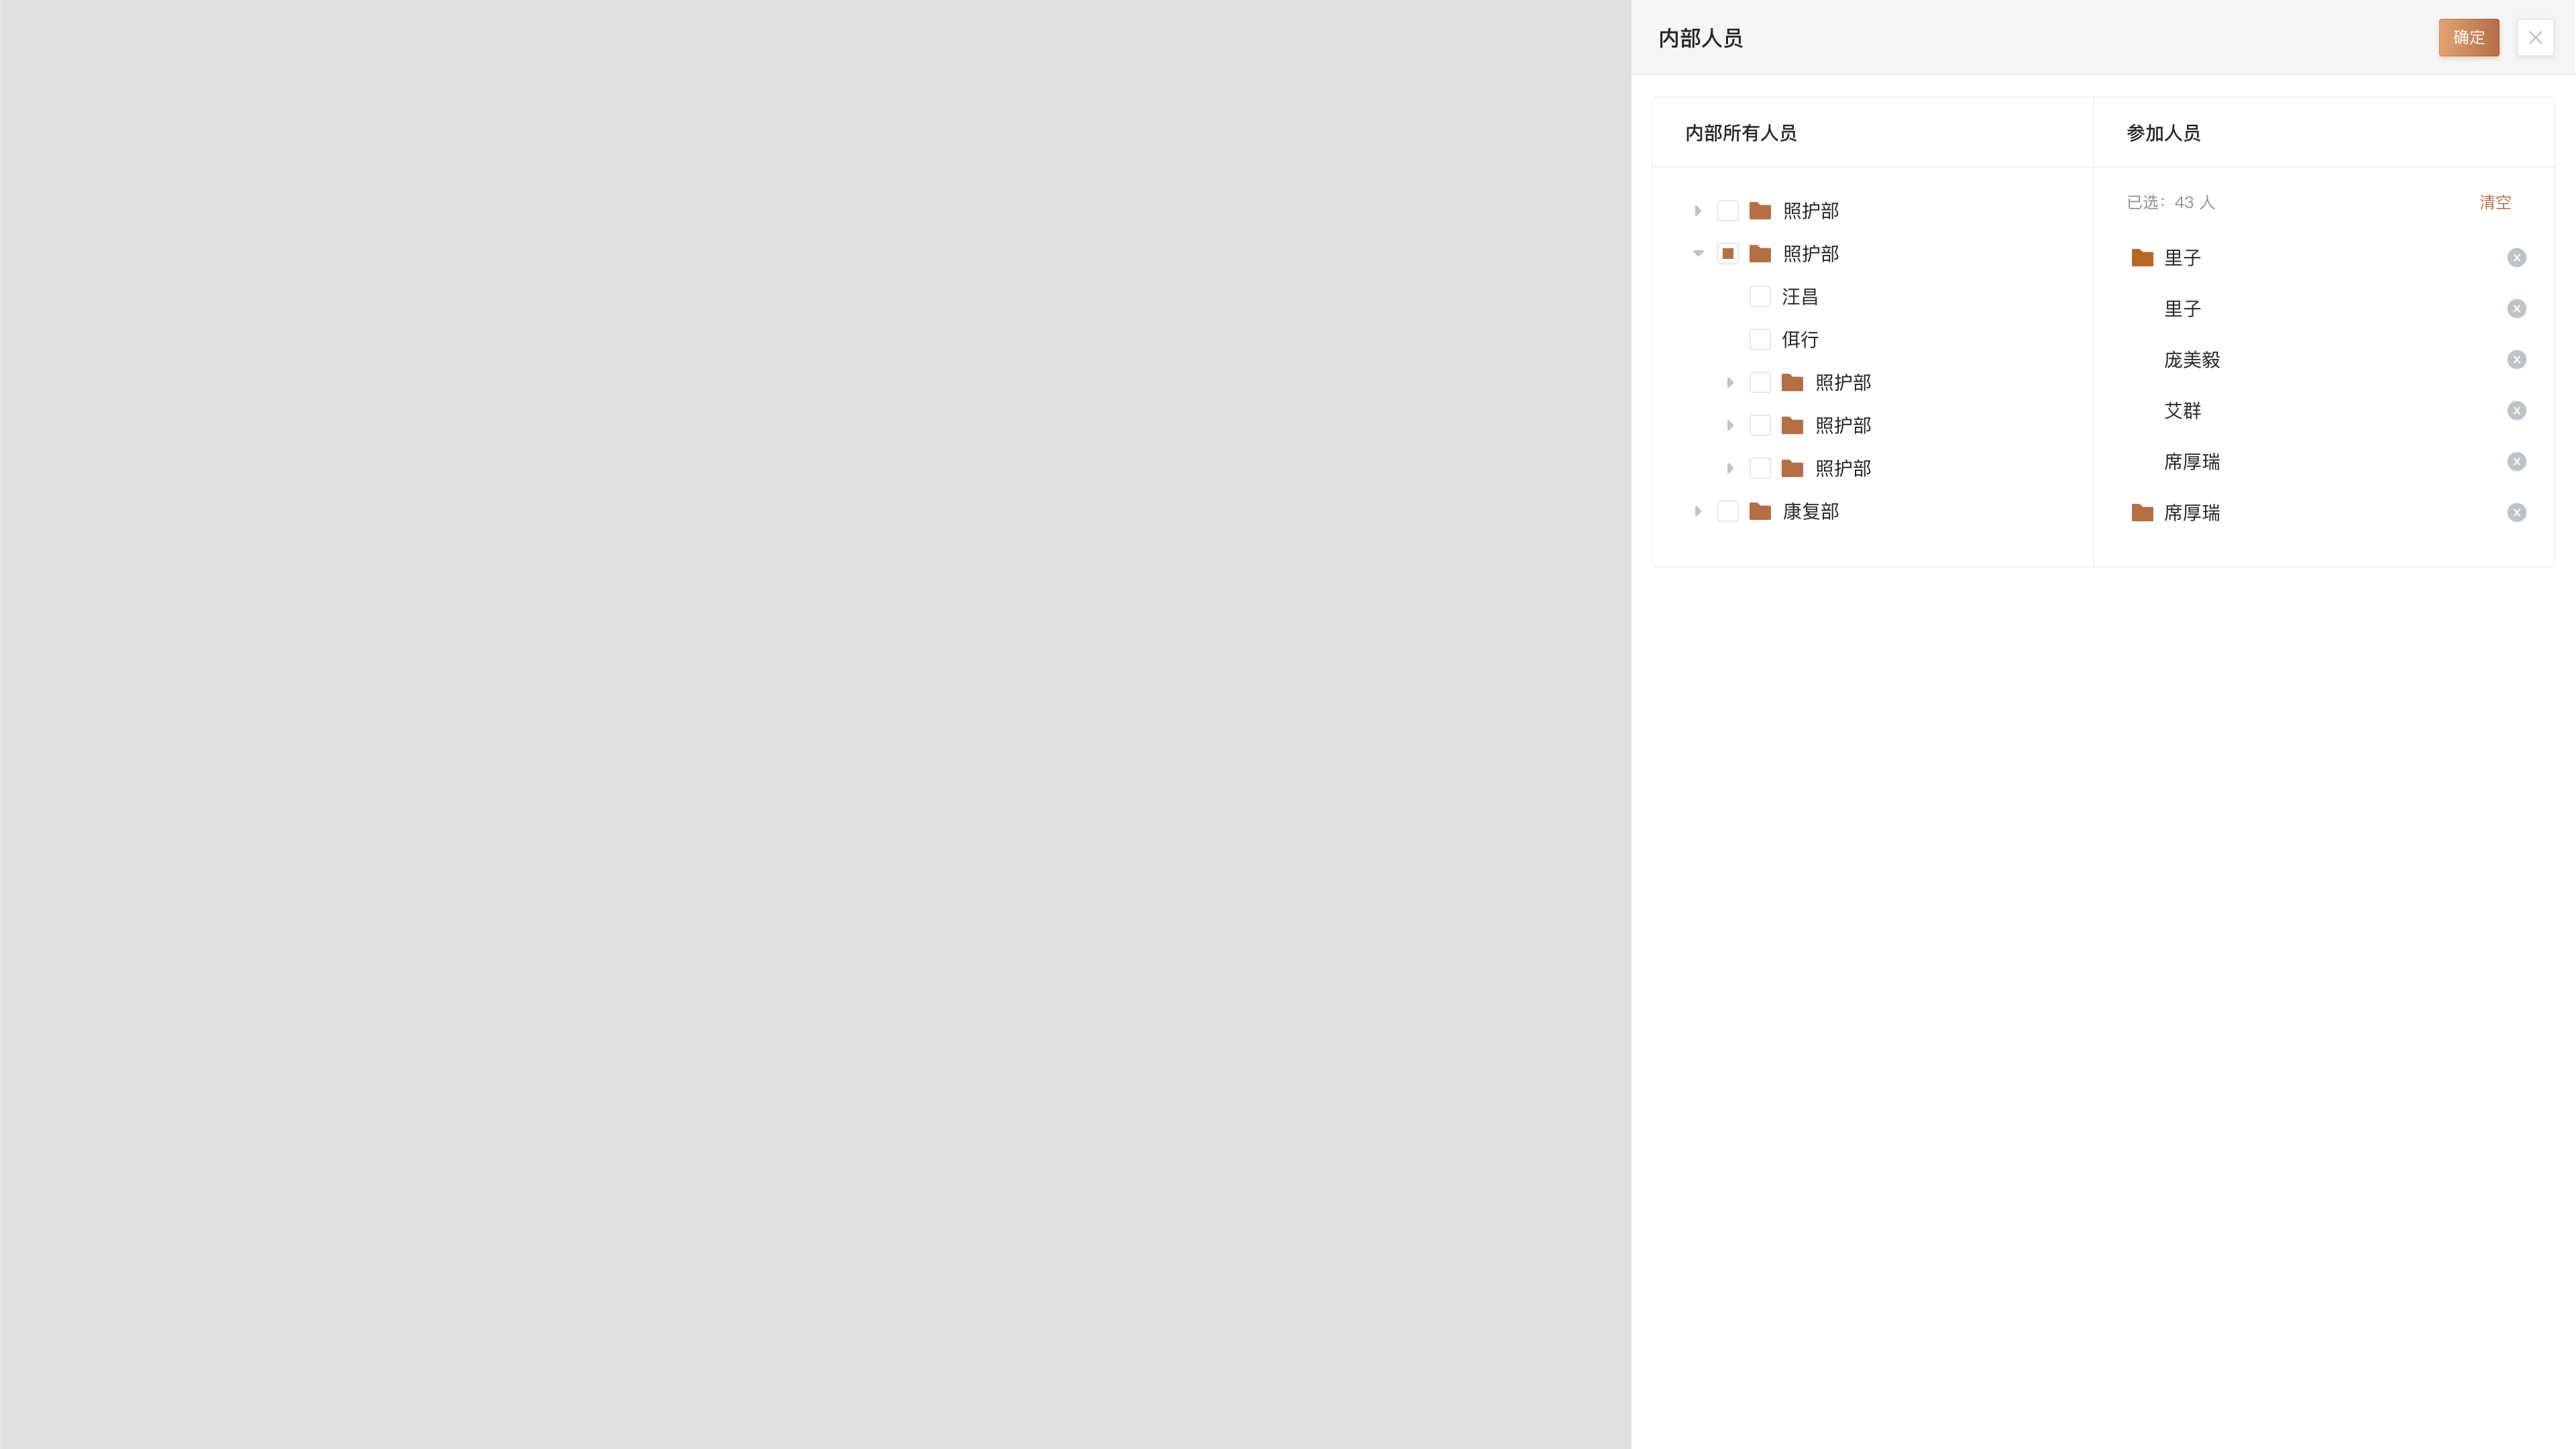 内部人员
确定
内部所有人员
参加人员
已选：43 人
清空
照护部
照护部
汪昌
佴行
照护部
照护部
照护部
康复部
里子
里子
庞美毅
艾群
席厚瑞
席厚瑞